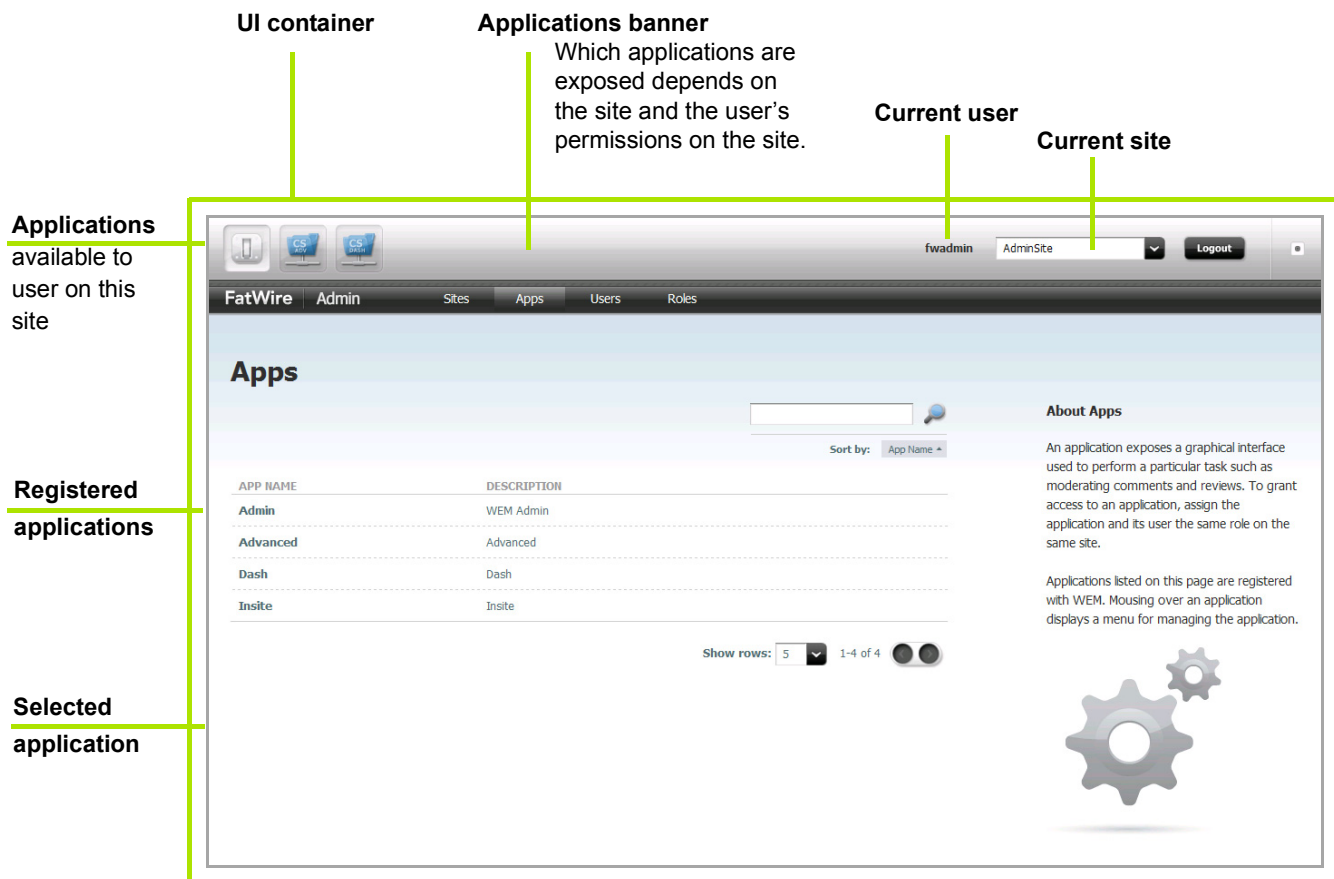 UI container
Applications banner
Which applications are
exposed depends on
the site and the user's
permissions on the site.
Current user
Current site
Applications
available to
user on this
site
CS
ADV
CS
DASH
fwadmin
AdminSite
Logout
FatWire Admin Sites Apps Users Roles
Apps
Sort by: App Name
Registered
applications
APP NAME DESCRIPTION
Admin WEM Admin
Advanced Advanced
Dash Dash
Insite Insite
Show rows: 5 1-4 of 4
About Apps
An application exposes a graphical interface
used to perform a particular task such as
moderating comments and reviews. To grant
access to an application, assign the
application and its user the same role on the
same site.
Applications listed on this page are registered
with WEM. Mousing over an application
displays a menu for managing the application.
Selected
application